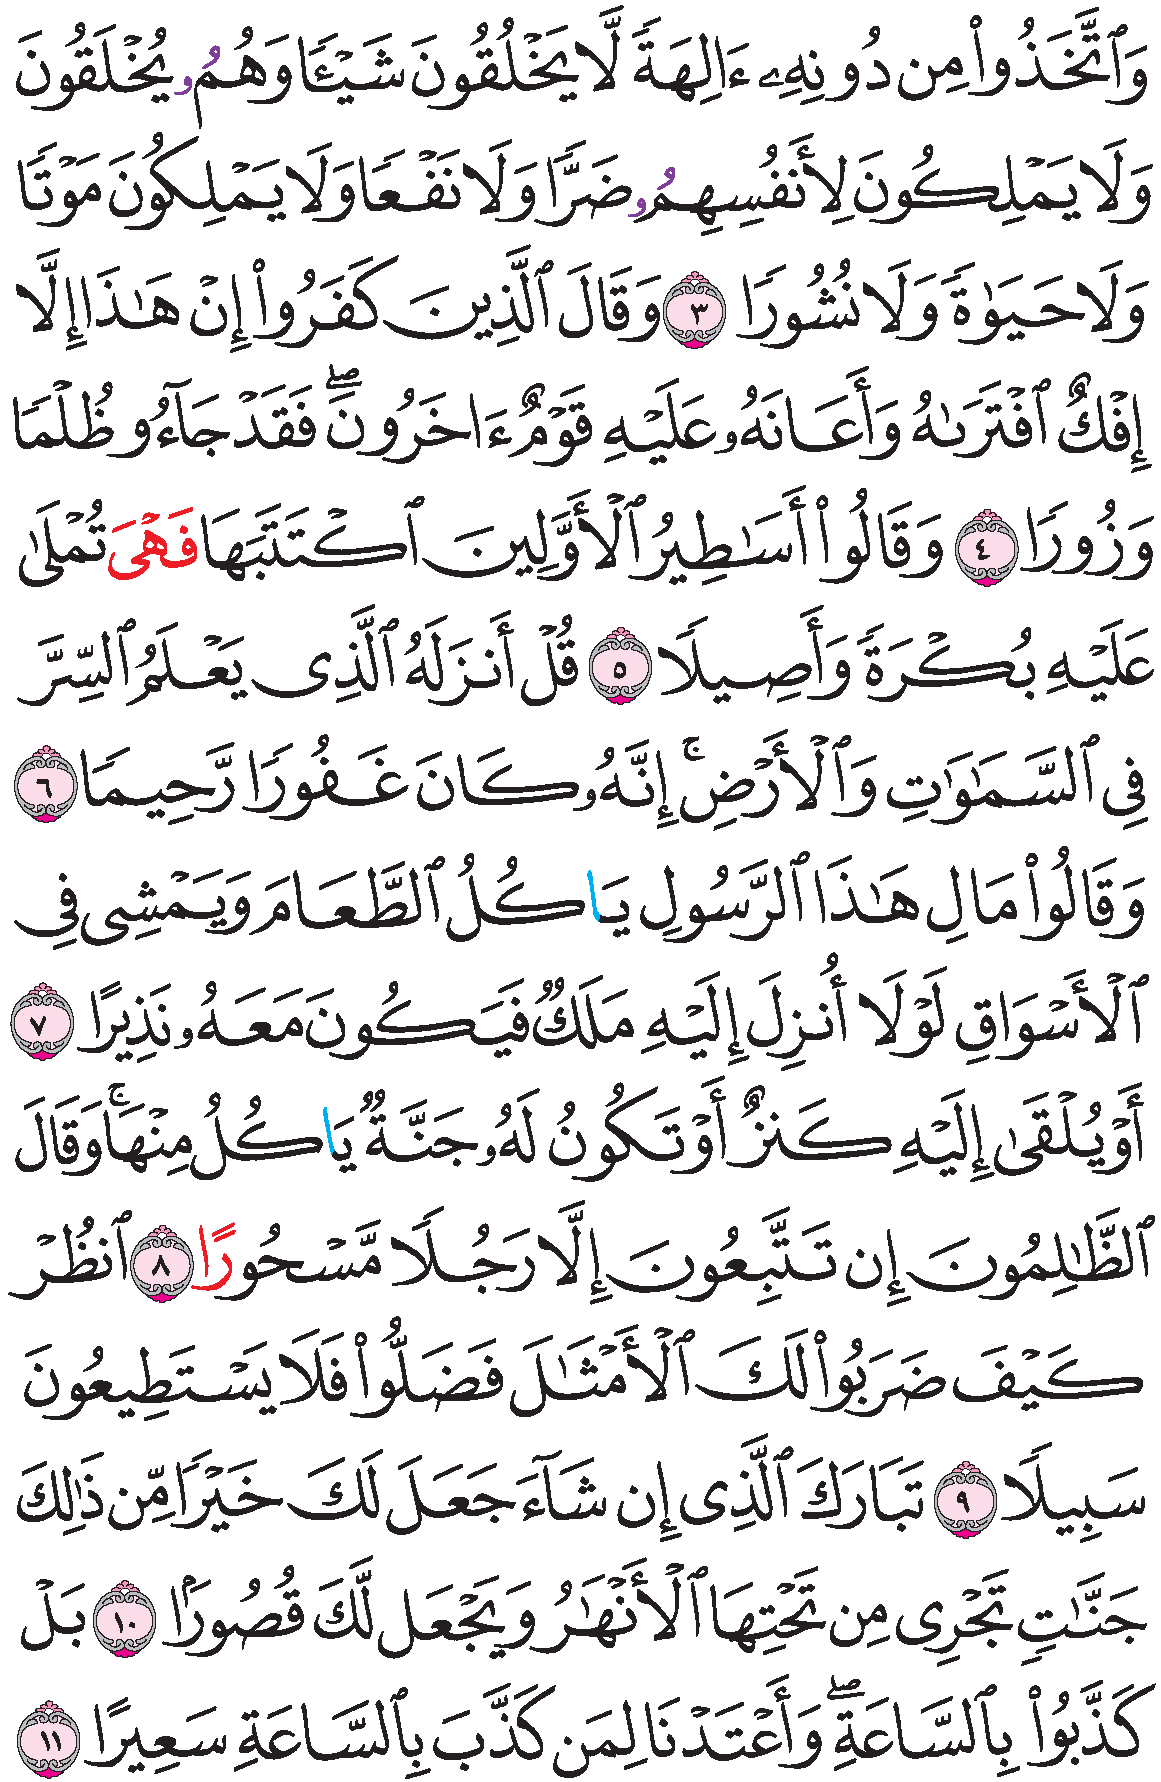 وَٱتَّخَذُوا۟ مِن دُونِهِۦ ءَالِهَةً لَّا يَخْلُقُونَ شَيْـًٔا وَهُمُۥ يُخْلَقُونَ
وَلَا يَمْلِكُونَ لِأَنفُسِهِمُۥ ضَرًّا وَلَا نَفْعًا وَلَا يَمْلِكُونَ مَوْتًا
وَلَا حَيَوٰةً وَلَا نُشُورًا ٣ وَقَالَ ٱلَّذِينَ كَفَرُوٓا۟ إِنْ هَـٰذَا إِلَّا
إِفْكٌ ٱفْتَرَىٰهُ وَأَعَانَهُۥ عَلَيْهِ قَوْمٌ ءَاخَرُونَ ۖ فَقَدْ جَآءُو ظُلْمًا
وَزُورًا ٤ وَقَالُوا۟ أَسَـٰطِيرُ ٱلْأَوَّلِينَ ٱكْتَتَبَهَا فَهْىَ تُمْلَىٰ
عَلَيْهِ بُكْرَةً وَأَصِيلًا ٥ قُلْ أَنزَلَهُ ٱلَّذِى يَعْلَمُ ٱلسِّرَّ
فِى ٱلسَّمَـٰوَٰتِ وَٱلْأَرْضِ ۚ إِنَّهُۥ كَانَ غَفُورًا رَّحِيمًا ٦
وَقَالُوا۟ مَالِ هَـٰذَا ٱلرَّسُولِ يَاكُلُ ٱلطَّعَامَ وَيَمْشِى فِى
ٱلْأَسْوَاقِ لَوْلَا أُنزِلَ إِلَيْهِ مَلَكٌ فَيَكُونَ مَعَهُۥ نَذِيرًا ٧
أَوْ يُلْقَىٰ إِلَيْهِ كَنزٌ أَوْ تَكُونُ لَهُۥ جَنَّةٌ يَاكُلُ مِنْهَا ۚ وَقَالَ
ٱلظَّـٰلِمُونَ إِن تَتَّبِعُونَ إِلَّا رَجُلًا مَّسْحُورًا ٨ ٱنظُرْ
كَيْفَ ضَرَبُوا۟ لَكَ ٱلْأَمْثَـٰلَ فَضَلُّوا۟ فَلَا يَسْتَطِيعُونَ
سَبِيلًا ٩ تَبَارَكَ ٱلَّذِى إِن شَآءَ جَعَلَ لَكَ خَيْرًا مِّن ذَٰلِكَ
جَنَّـٰتٍ تَجْرِى مِن تَحْتِهَا ٱلْأَنْهَـٰرُ وَيَجْعَل لَّكَ قُصُورًۢا ١٠ بَلْ
كَذَّبُوا۟ بِٱلسَّاعَةِ ۖ وَأَعْتَدْنَا لِمَن كَذَّبَ بِٱلسَّاعَةِ سَعِيرًا ١١